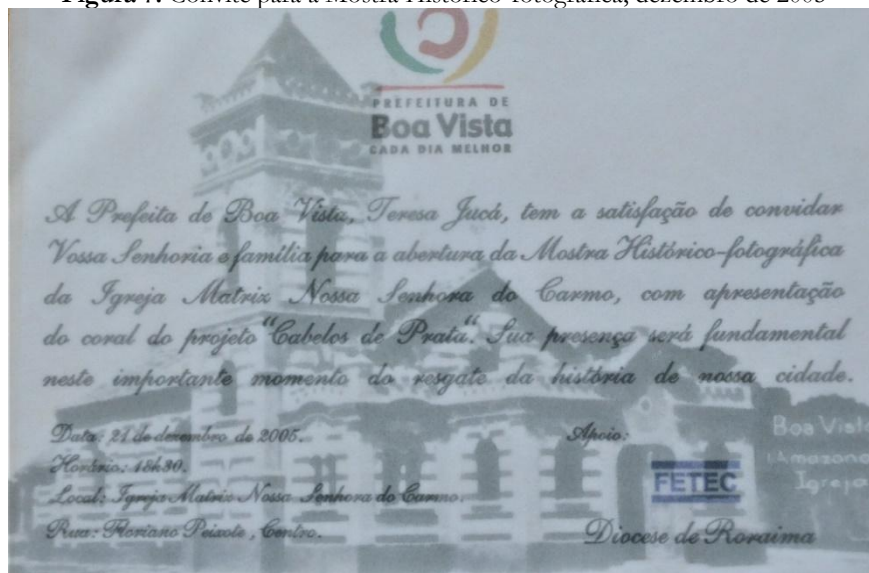 Figura 7. Convite para a Mostra Histórico-fotográfica, dezembro de 2005
PREFEITURA DE
Boa Vista
CADA DIA MELHOR
A Prefeita de Boa Vista, Teresa Jucá, tem a satisfação de convidar
Vossa Senhoria e família para a abertura da Mostra Histórico-fotográfica
da Igreja Matriz Nossa Senhora do Carmo, com apresentação
do coral do projeto "Cabelos de Prata". Sua presença será fundamental
neste importante momento do resgate da história de nossa cidade.
Data: 21 de dezembro de 2005.
Horário: 18h30.
Local: Igreja Matriz Nossa Senhora do Carmo.
Rua: Floriano Peixoto, Centro.
Apoio:
FETEC
Diocese de Roraima
Boa Vista
Amazona
Igreja